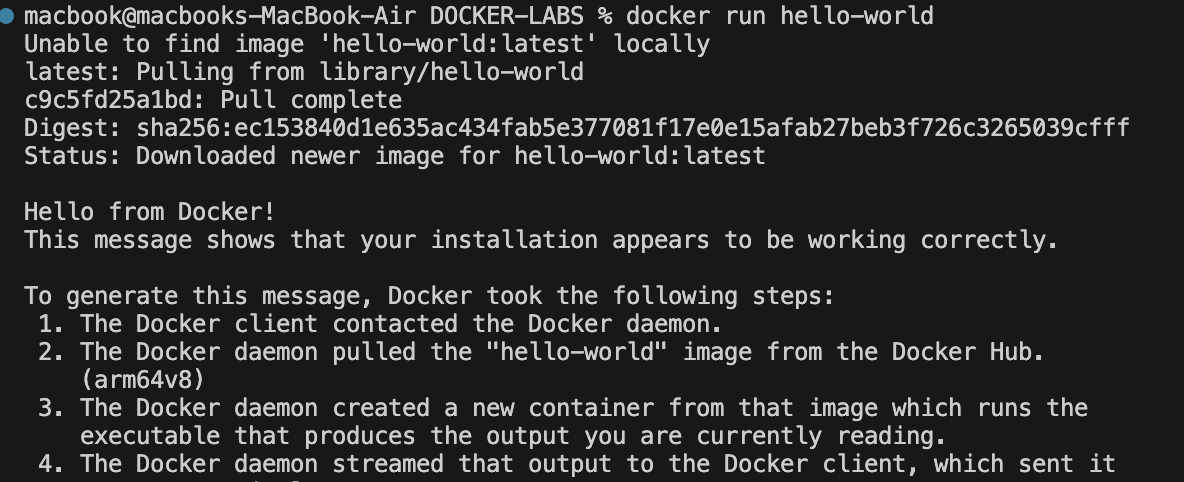 macbook@macbooks-MacBook-Air DOCKER-LABS % docker run hello-world
Unable to find image 'hello-world:latest' locally
latest: Pulling from library/hello-world
c9c5fd25a1bd: Pull complete
Digest: sha256:ec153840d1e635ac434fab5e377081f17e0e15afab27beb3f726c3265039cfff
Status: Downloaded newer image for hello-world:latest

Hello from Docker!
This message shows that your installation appears to be working correctly.

To generate this message, Docker took the following steps:
 1. The Docker client contacted the Docker daemon.
 2. The Docker daemon pulled the "hello-world" image from the Docker Hub.
    (arm64v8)
 3. The Docker daemon created a new container from that image which runs the
    executable that produces the output you are currently reading.
 4. The Docker daemon streamed that output to the Docker client, which sent it